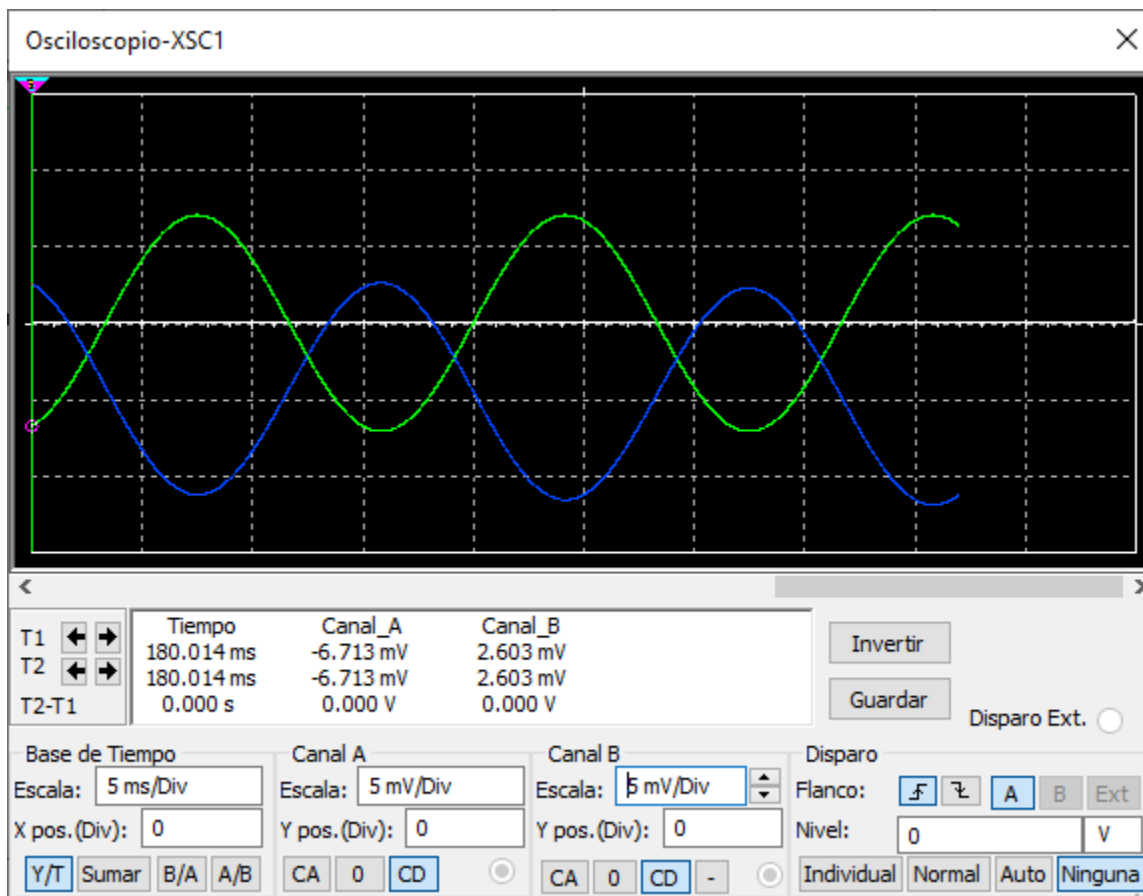 Osciloscopio-XSC1
T1
T2
T2-T1
Tiempo Canal_A Canal_B
180.014 ms -6.713 mV 2.603 mV
180.014 ms -6.713 mV 2.603 mV
0.000 s 0.000 V 0.000 V
Invertir
Guardar
Disparo Ext.
Base de Tiempo
Escala: 5 ms/Div
X pos.(Div): 0
Y/T Sumar B/A A/B
Canal A
Escala: 5 mV/Div
Y pos.(Div): 0
CA 0 CD
Canal B
Escala: 5 mV/Div
Y pos.(Div): 0
CA 0 CD -
Disparo
Flanco: A B Ext
Nivel: 0 V
Individual Normal Auto Ninguna